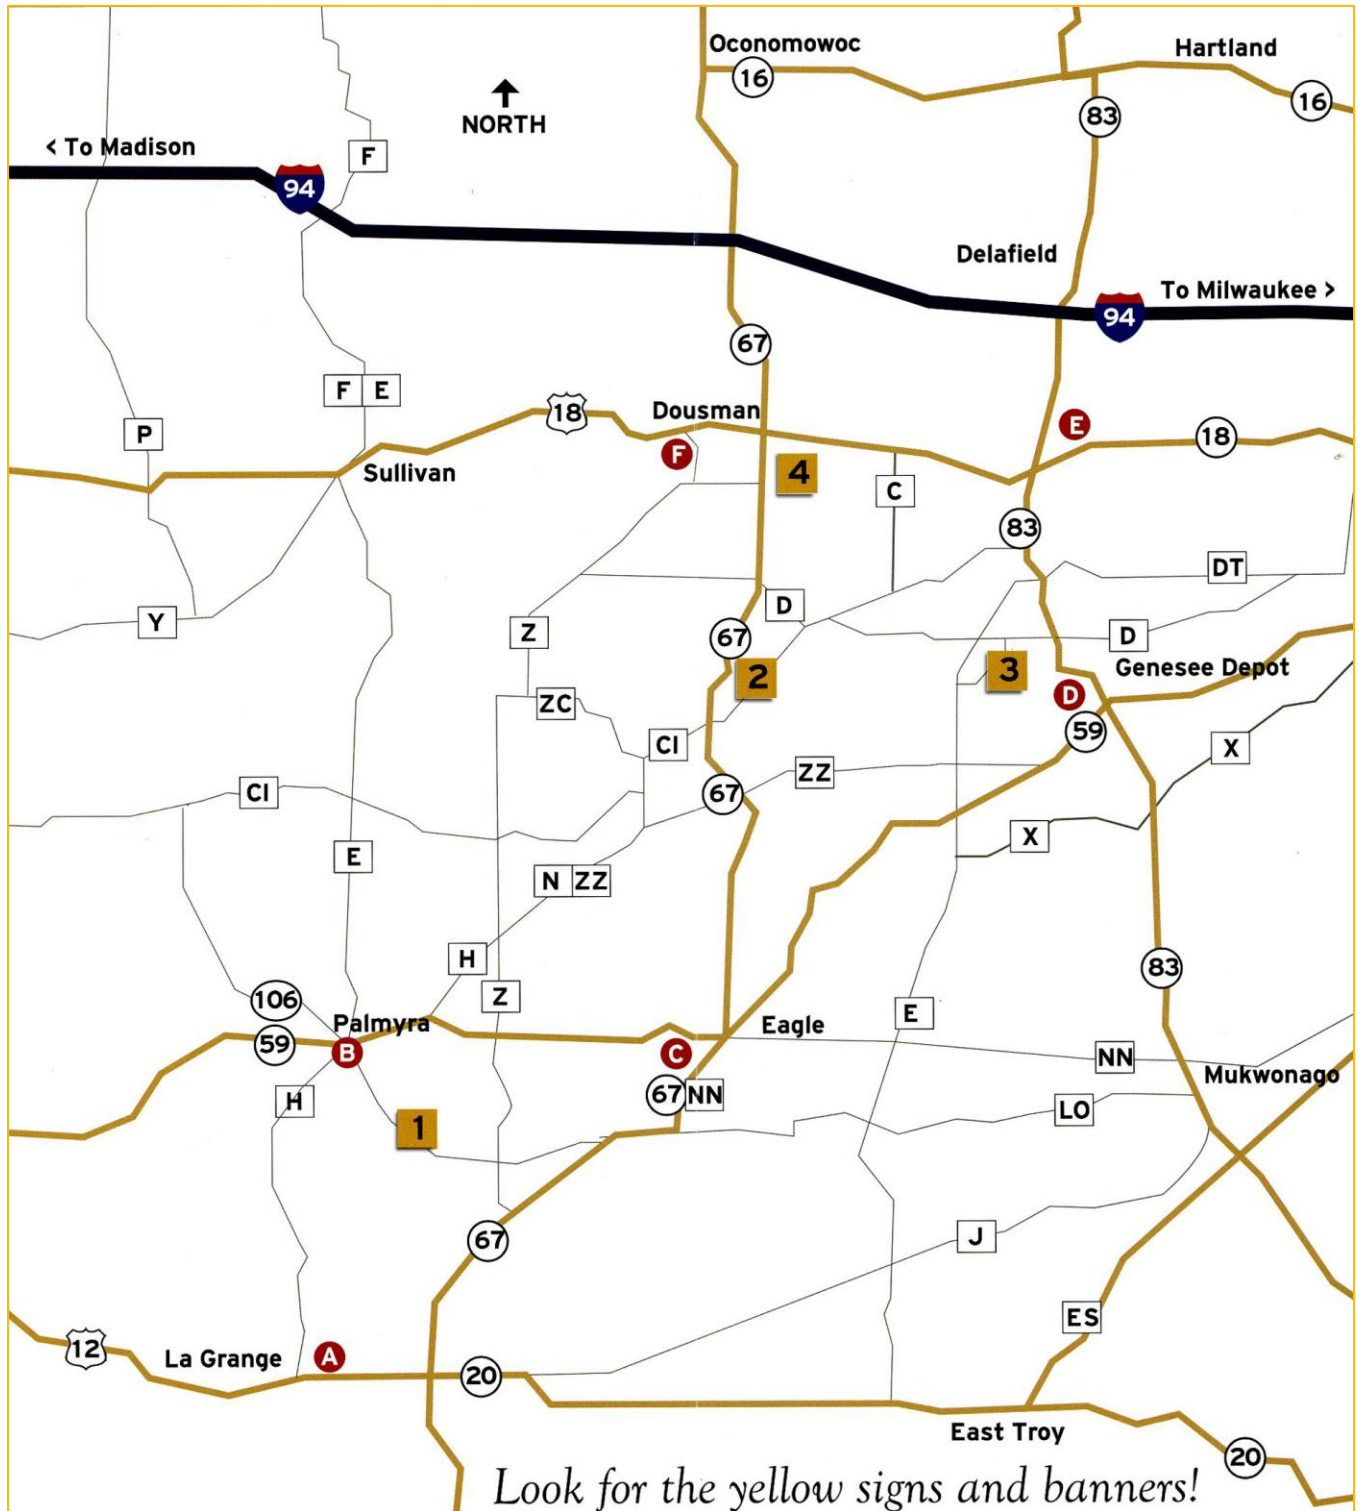 Oconomowoc
Hartland
16
16
83
NORTH
< To Madison
F
94
Delafield
To Milwaukee >
94
67
F E
18
Dousman
P
E
18
F
4
Sullivan
C
83
DT
D
Y
Z
67
D
2
3
Genesee Depot
D
ZC
59
CI
X
ZZ
CI
67
X
E
N ZZ
H
83
106
Z
E
Palmyra
Eagle
59
B
C
NN
Mukwonago
67 NN
H
LO
1
J
67
ES
12
La Grange
A
20
East Troy
20
Look for the yellow signs and banners!